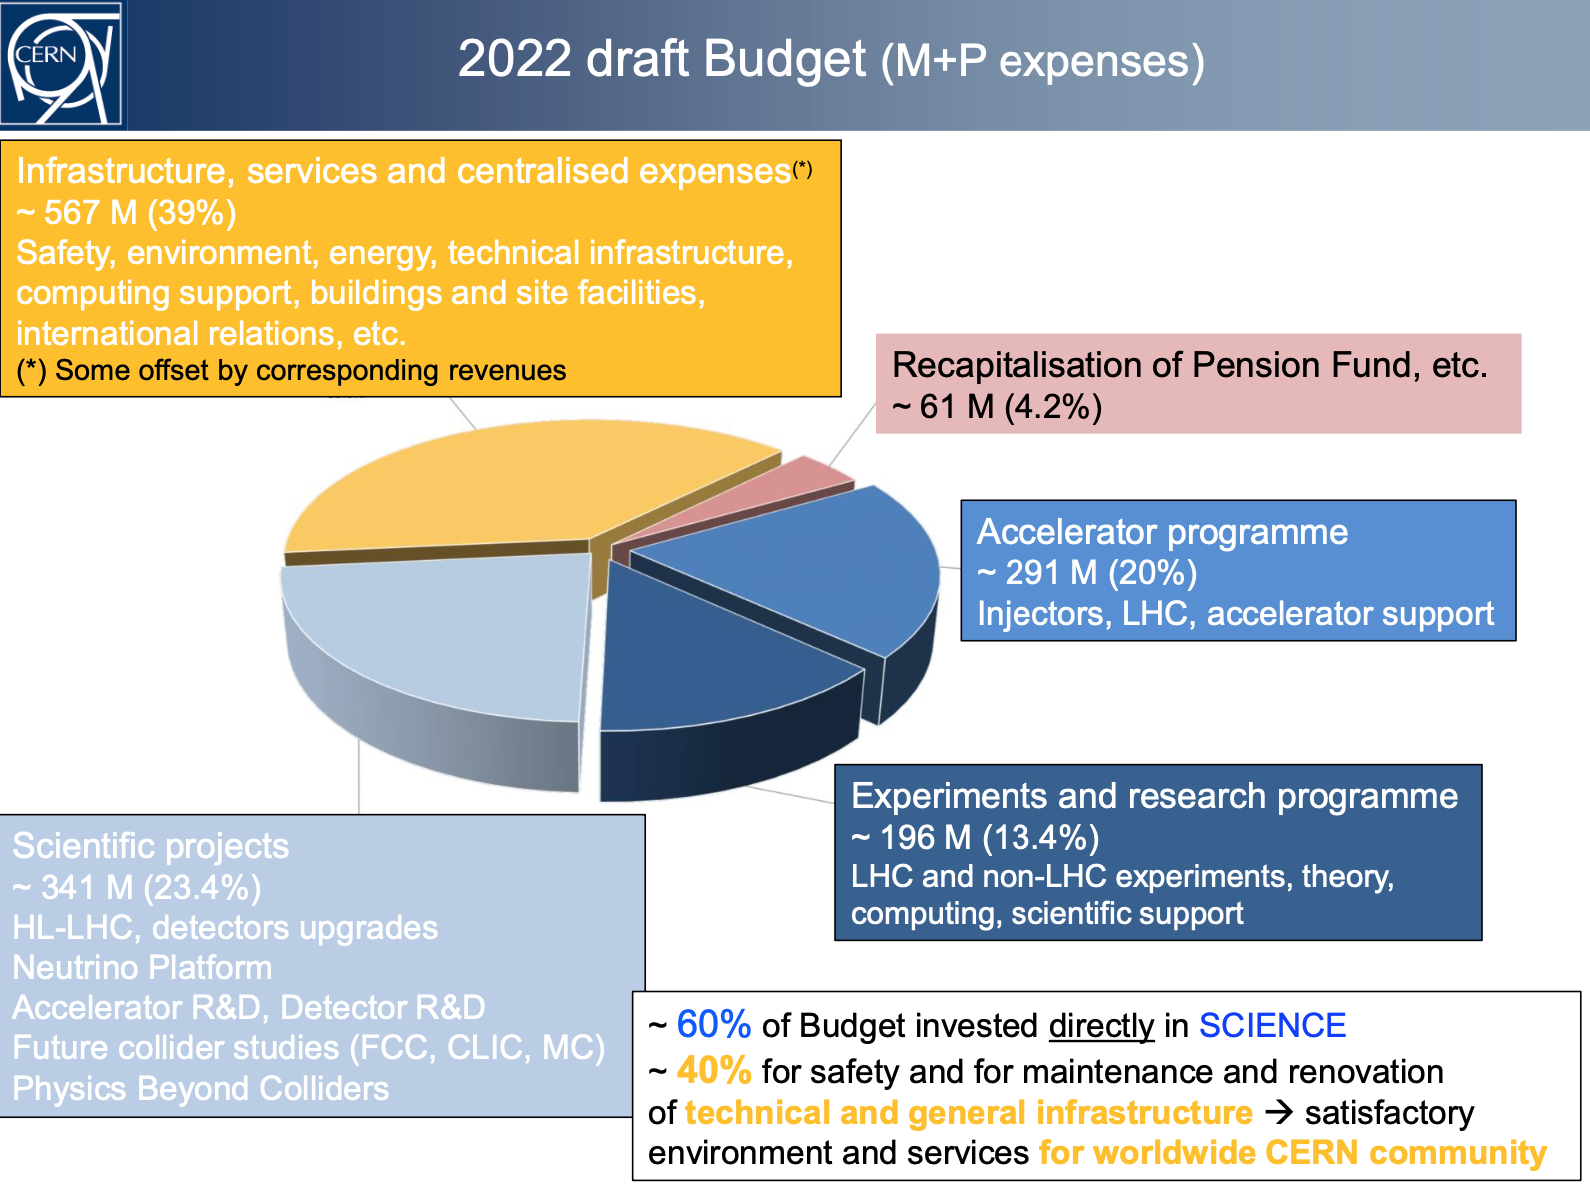 CERN
2022 draft Budget (M+P expenses)
Infrastructure, services and centralised expenses(*)
~ 567 M (39%)
Safety, environment, energy, technical infrastructure,
computing support, buildings and site facilities,
international relations, etc.
(*) Some offset by corresponding revenues
Recapitalisation of Pension Fund, etc.
~ 61 M (4.2%)
Accelerator programme
~ 291 M (20%)
Injectors, LHC, accelerator support
Experiments and research programme
~ 196 M (13.4%)
LHC and non-LHC experiments, theory,
computing, scientific support
Scientific projects
~ 341 M (23.4%)
HL-LHC, detectors upgrades
Neutrino Platform
Accelerator R&D, Detector R&D
Future collider studies (FCC, CLIC, MC)
Physics Beyond Colliders
~ 60% of Budget invested directly in SCIENCE
~ 40% for safety and for maintenance and renovation
of technical and general infrastructure → satisfactory
environment and services for worldwide CERN community